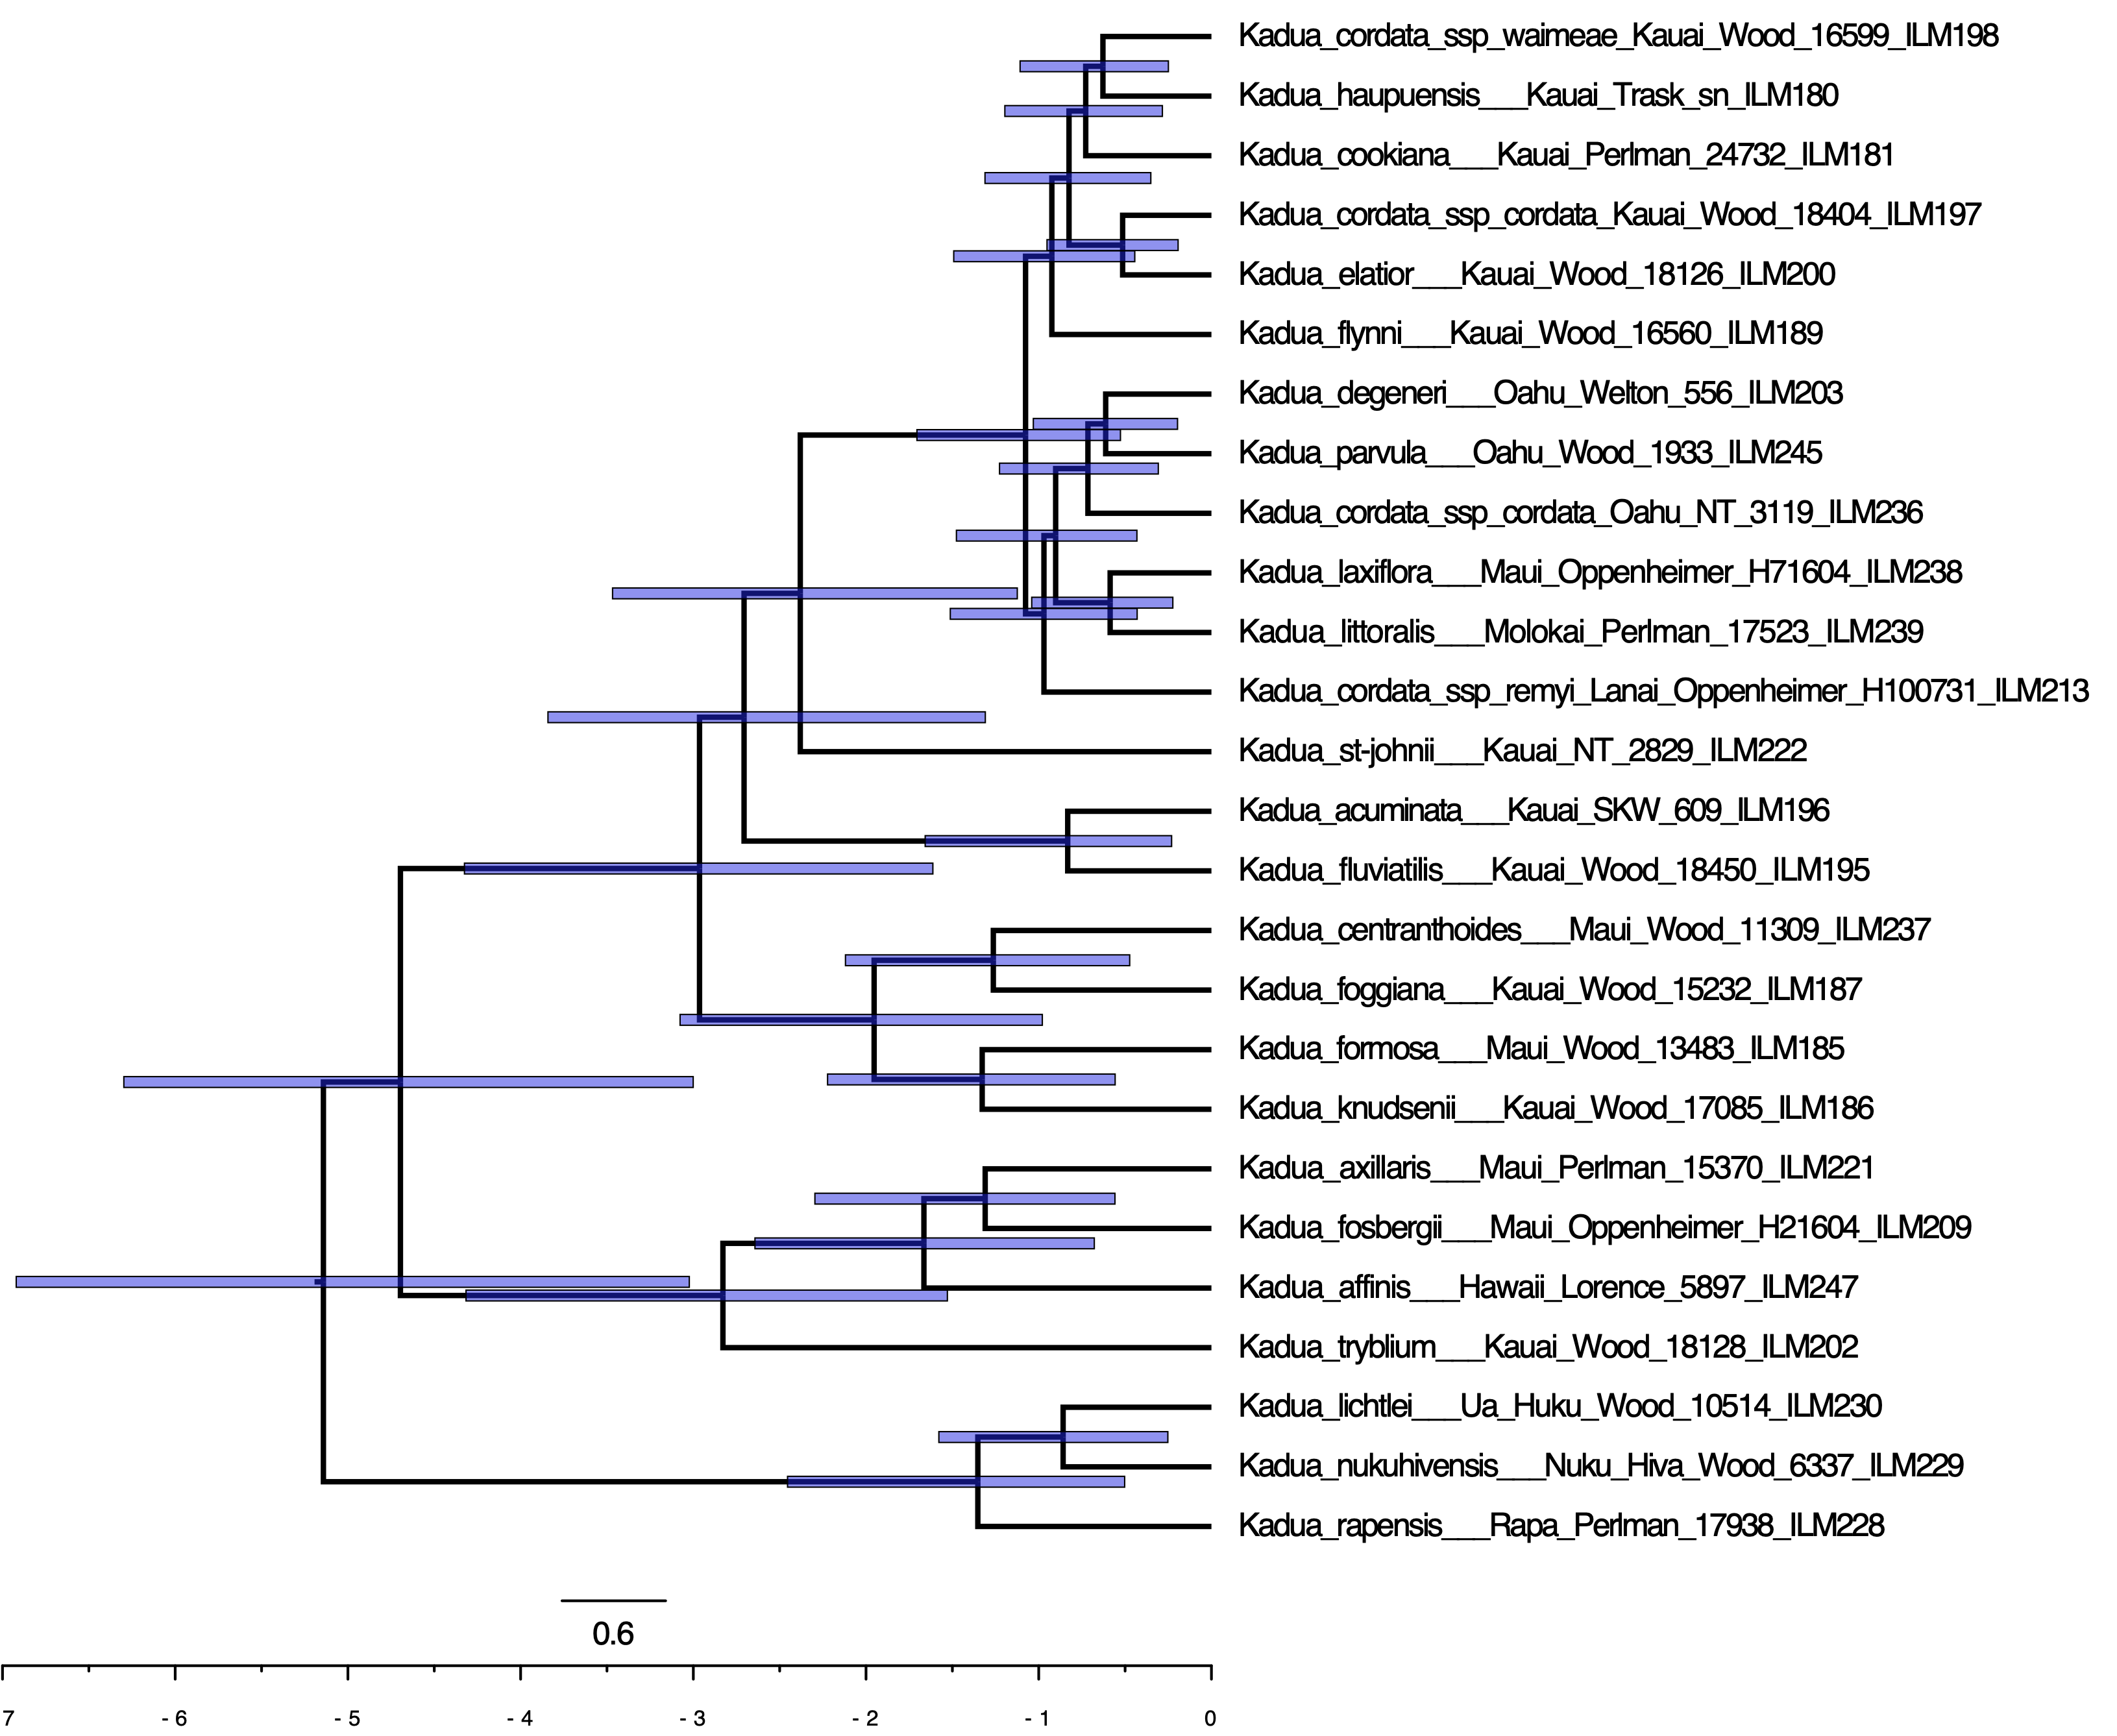 Kadua_cordata_ssp_waimeae_Kauai_Wood_16599_ILM198
Kadua_haupuensis___Kauai_Trask_sn_ILM180
Kadua_cookiana___Kauai_Perlman_24732_ILM181
Kadua_cordata_ssp_cordata_Kauai_Wood_18404_ILM197
Kadua_elatior___Kauai_Wood_18126_ILM200
Kadua_flynni___Kauai_Wood_16560_ILM189
Kadua_degeneri___Oahu_Welton_556_ILM203
Kadua_parvula___Oahu_Wood_1933_ILM245
Kadua_cordata_ssp_cordata_Oahu_NT_3119_ILM236
Kadua_laxiflora___Maui_Oppenheimer_H71604_ILM238
Kadua_littoralis___Molokai_Perlman_17523_ILM239
Kadua_cordata_ssp_remyi_Lanai_Oppenheimer_H100731_ILM213
Kadua_st-johnii___Kauai_NT_2829_ILM222
Kadua_acuminata___Kauai_SKW_609_ILM196
Kadua_fluviatilis___Kauai_Wood_18450_ILM195
Kadua_centranthoides___Maui_Wood_11309_ILM237
Kadua_foggiana___Kauai_Wood_15232_ILM187
Kadua_formosa___Maui_Wood_13483_ILM185
Kadua_knudsenii___Kauai_Wood_17085_ILM186
Kadua_axillaris___Maui_Perlman_15370_ILM221
Kadua_fosbergii___Maui_Oppenheimer_H21604_ILM209
Kadua_affinis___Hawaii_Lorence_5897_ILM247
Kadua_tryblium___Kauai_Wood_18128_ILM202
Kadua_lichtlei___Ua_Huku_Wood_10514_ILM230
Kadua_nukuhivensis___Nuku_Hiva_Wood_6337_ILM229
Kadua_rapensis___Rapa_Perlman_17938_ILM228
0.6
7 -6 -5 -4 -3 -2 -1 0